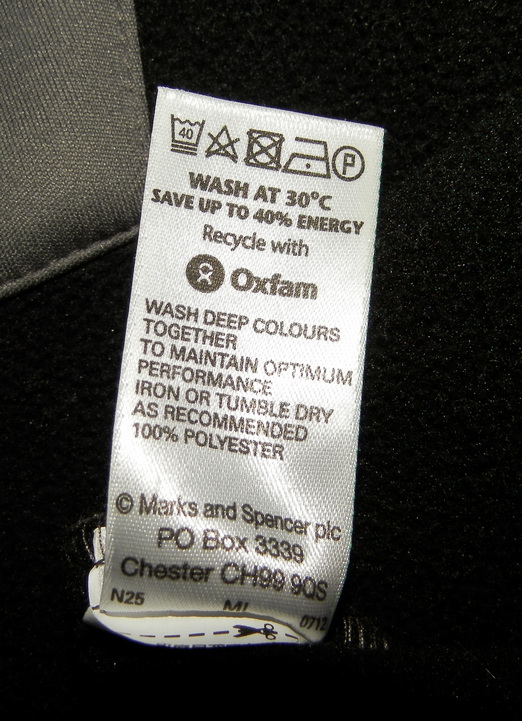 40
P
WASH AT 30°C
SAVE UP TO 40% ENERGY
Recycle with
Oxfam
WASH DEEP COLOURS
TOGETHER
TO MAINTAIN OPTIMUM
PERFORMANCE
IRON OR TUMBLE DRY
AS RECOMMENDED
100% POLYESTER
© Marks and Spencer plc
PO Box 3339
Chester CH99 9QS
N25 ML 0712